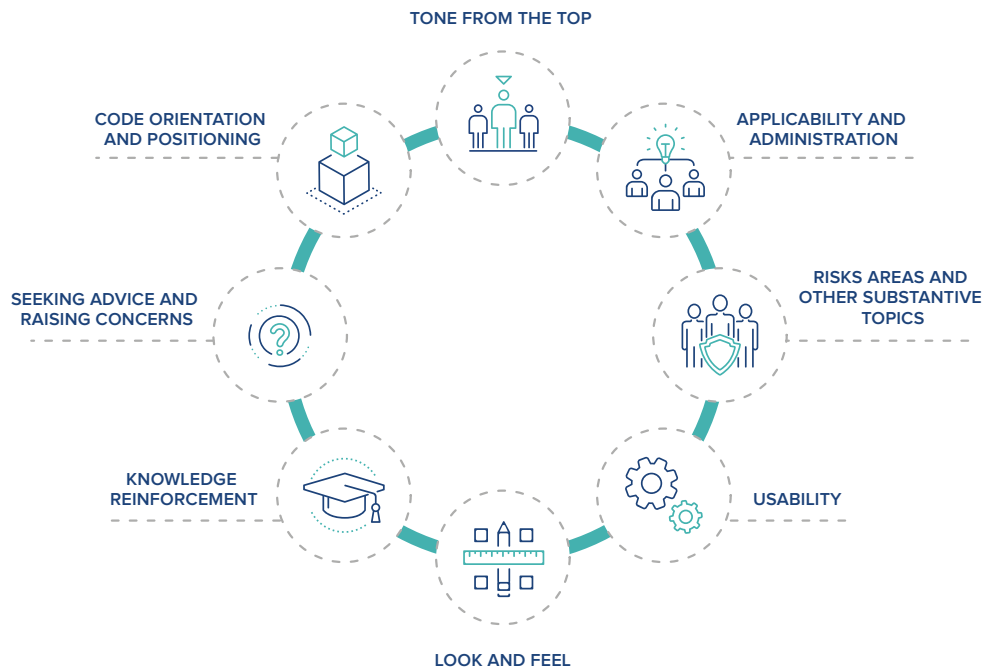 TONE FROM THE TOP
CODE ORIENTATION
AND POSITIONING
APPLICABILITY AND
ADMINISTRATION
SEEKING ADVICE AND
RAISING CONCERNS
RISKS AREAS AND
OTHER SUBSTANTIVE
TOPICS
KNOWLEDGE
REINFORCEMENT
USABILITY
LOOK AND FEEL